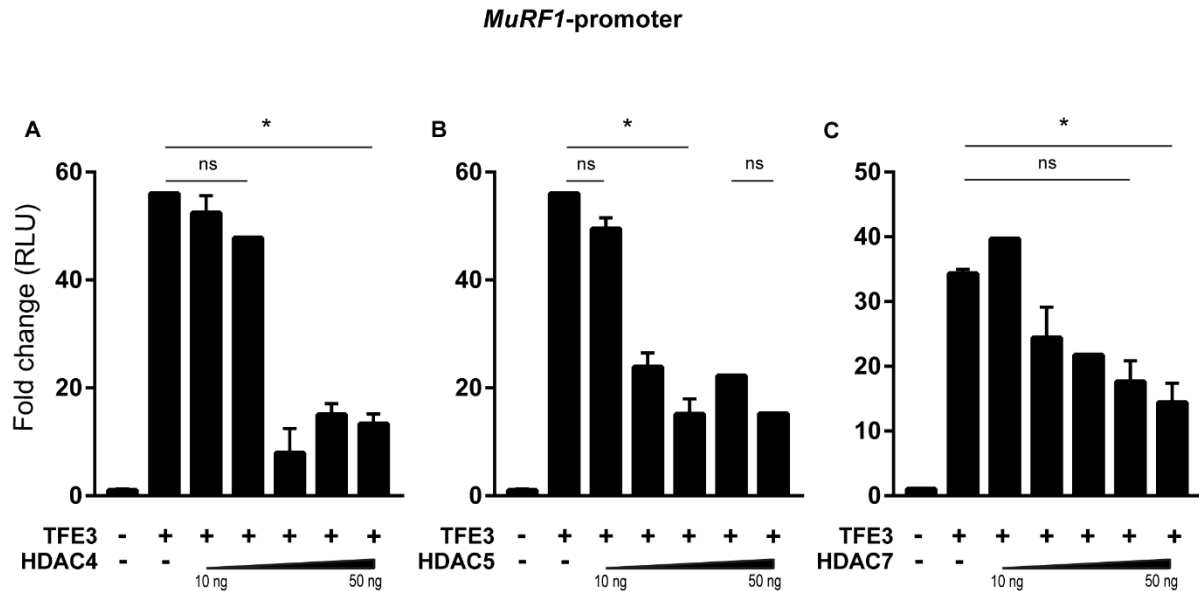 MuRF1-promoter
A
*
ns
Fold change (RLU)
60
40
20
0
TFE3 - + + + + + +
HDAC4 - -
10 ng 50 ng
B
*
ns ns
60
40
20
0
TFE3 - + + + + + +
HDAC5 - -
10 ng 50 ng
C
*
ns
50
40
30
20
10
0
TFE3 - + + + + + +
HDAC7 - -
10 ng 50 ng